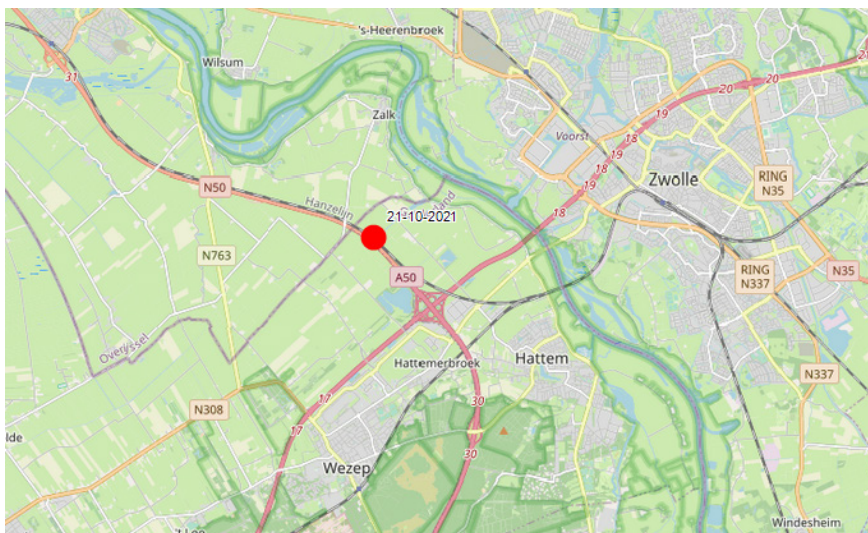 's-Heerenbroek
Wilsum
31
20
20
20
Zalk
19
Voorst
18
19
19
18
Zwolle
RING
N35
N50
Hanzelijn
18
21-10-2021
N763
A50
RING
N337
N35
Overijssel
Hattemerbroek
Hattem
N337
17
N308
30
17
30
Wezep
Windesheim